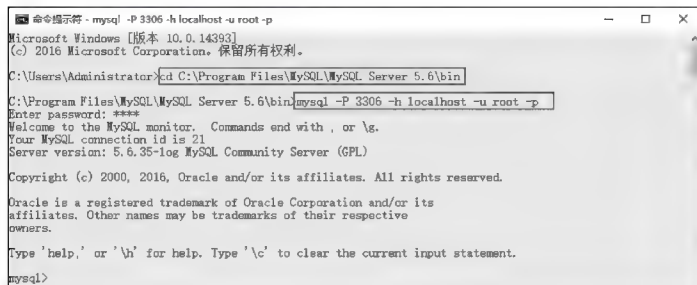 命令提示符 - mysql -P 3306 -h localhost -u root -p
Microsoft Windows [版本 10.0.14393]
(c) 2016 Microsoft Corporation。保留所有权利。
C:\Users\Administrator>cd C:\Program Files\MySQL\MySQL Server 5.6\bin
C:\Program Files\MySQL\MySQL Server 5.6\bin>mysql -P 3306 -h localhost -u root -p
Enter password: ****
Welcome to the MySQL monitor.  Commands end with , or \g.
Your MySQL connection id is 21
Server version: 5.6.35-log MySQL Community Server (GPL)
Copyright (c) 2000, 2016, Oracle and/or its affiliates. All rights reserved.
Oracle is a registered trademark of Oracle Corporation and/or its
affiliates. Other names may be trademarks of their respective
owners.
Type 'help,' or '\h' for help. Type '\c' to clear the current input statement.
mysql>